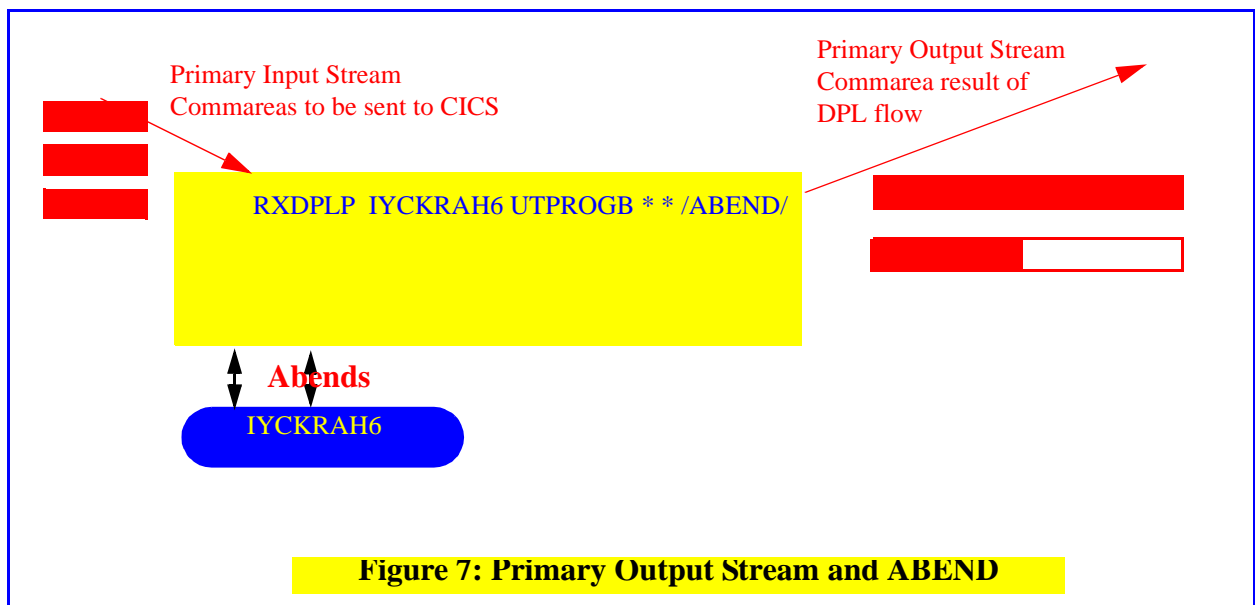 Primary Input Stream
Commareas to be sent to CICS
Primary Output Stream
Commarea result of
DPL flow
RXDPLP IYCKRAH6 UTPROGB * * /ABEND/
Abends
IYCKRAH6
Figure 7: Primary Output Stream and ABEND